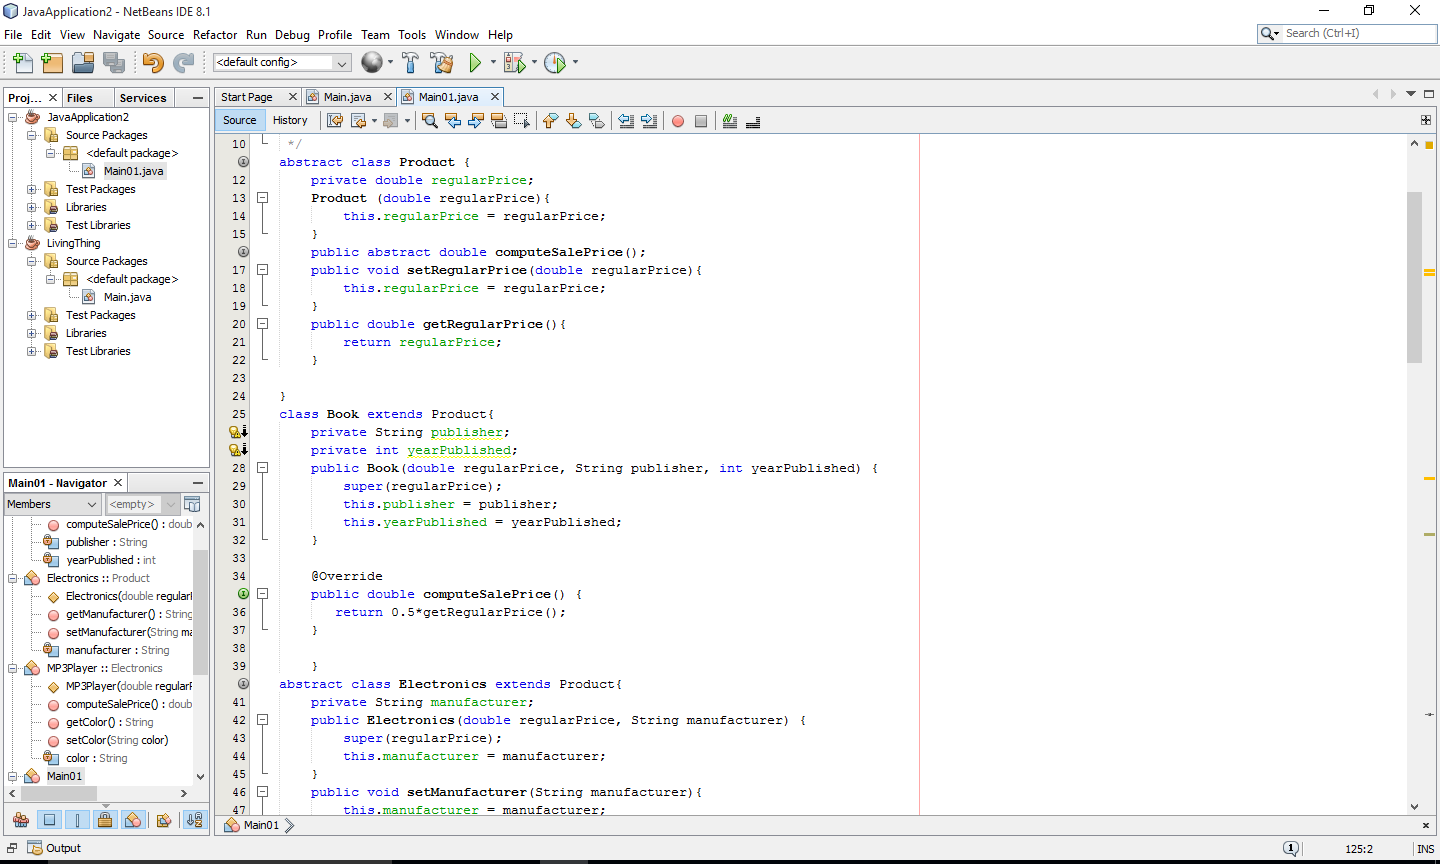 JavaApplication2 - NetBeans IDE 8.1
File Edit View Navigate Source Refactor Run Debug Profile Team Tools Window Help
Search (Ctrl+I)
<default config>
Proj... Files Services
JavaApplication2
Source Packages
<default package>
Main01.java
Test Packages
Libraries
Test Libraries
LivingThing
Source Packages
<default package>
Main.java
Test Packages
Libraries
Test Libraries
Main01 - Navigator
Members <empty>
computeSalePrice() : doub
publisher : String
yearPublished : int
Electronics :: Product
Electronics(double regularI
getManufacturer() : String
setManufacturer(String ma
manufacturer : String
MP3Player :: Electronics
MP3Player(double regularF
computeSalePrice() : doub
getColor() : String
setColor(String color)
color : String
Main01
Start Page Main.java Main01.java
Source History
10 */
abstract class Product {
12 private double regularPrice;
13 Product (double regularPrice){
14 this.regularPrice = regularPrice;
15 }
public abstract double computeSalePrice();
17 public void setRegularPrice(double regularPrice){
18 this.regularPrice = regularPrice;
19 }
20 public double getRegularPrice(){
21 return regularPrice;
22 }
23
24 }
25 class Book extends Product{
private String publisher;
private int yearPublished;
28 public Book(double regularPrice, String publisher, int yearPublished) {
29 super(regularPrice);
30 this.publisher = publisher;
31 this.yearPublished = yearPublished;
32 }
33
34 @Override
public double computeSalePrice() {
36 return 0.5*getRegularPrice();
37 }
38
39 }
abstract class Electronics extends Product{
41 private String manufacturer;
42 public Electronics(double regularPrice, String manufacturer) {
43 super(regularPrice);
44 this.manufacturer = manufacturer;
45 }
46 public void setManufacturer(String manufacturer){
47 this.manufacturer = manufacturer;
Main01
Output
1 125:2 INS